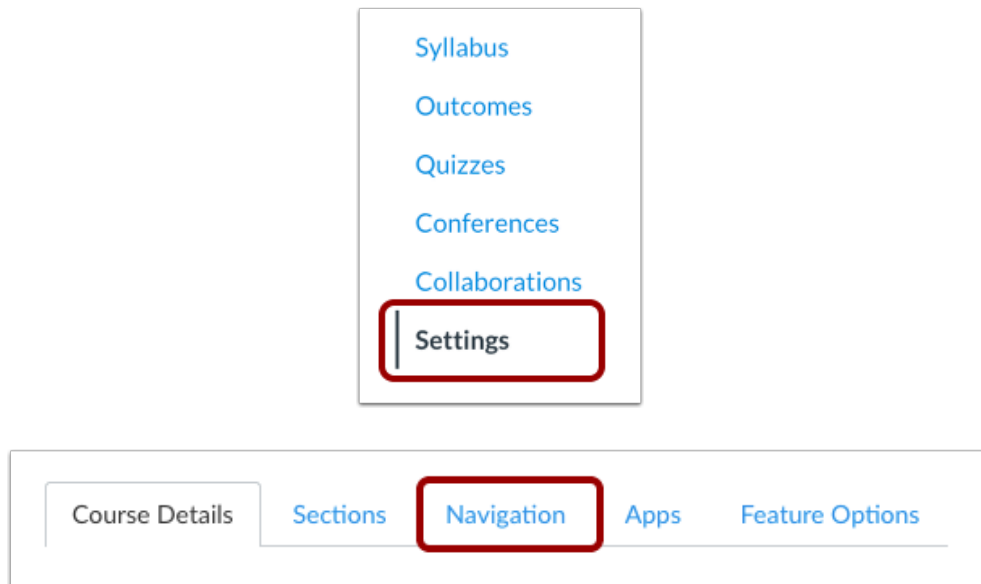 Syllabus
Outcomes
Quizzes
Conferences
Collaborations
Settings
Course Details Sections Navigation Apps Feature Options